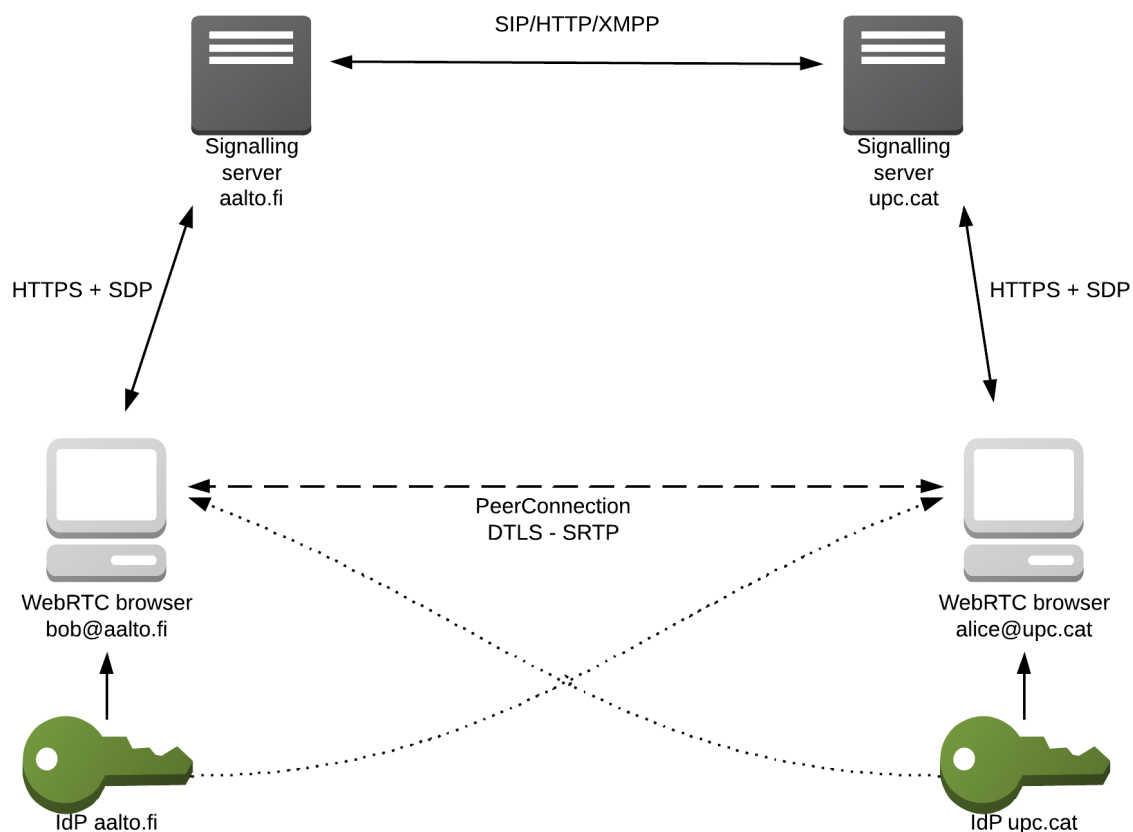 SIP/HTTP/XMPP
Signalling
server
aalto.fi
Signalling
server
upc.cat
HTTPS + SDP
HTTPS + SDP
PeerConnection
DTLS - SRTP
WebRTC browser
bob@aalto.fi
WebRTC browser
alice@upc.cat
IdP aalto.fi
IdP upc.cat